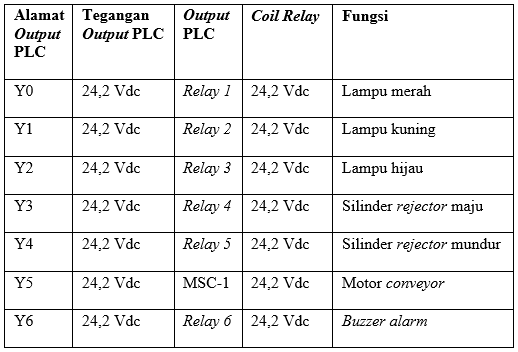 Alamat Output PLC | Tegangan Output PLC | Output PLC | Coil Relay | Fungsi
Y0 | 24,2 Vdc | Relay 1 | 24,2 Vdc | Lampu merah
Y1 | 24,2 Vdc | Relay 2 | 24,2 Vdc | Lampu kuning
Y2 | 24,2 Vdc | Relay 3 | 24,2 Vdc | Lampu hijau
Y3 | 24,2 Vdc | Relay 4 | 24,2 Vdc | Silinder rejector maju
Y4 | 24,2 Vdc | Relay 5 | 24,2 Vdc | Silinder rejector mundur
Y5 | 24,2 Vdc | MSC-1 | 24,2 Vdc | Motor conveyor
Y6 | 24,2 Vdc | Relay 6 | 24,2 Vdc | Buzzer alarm